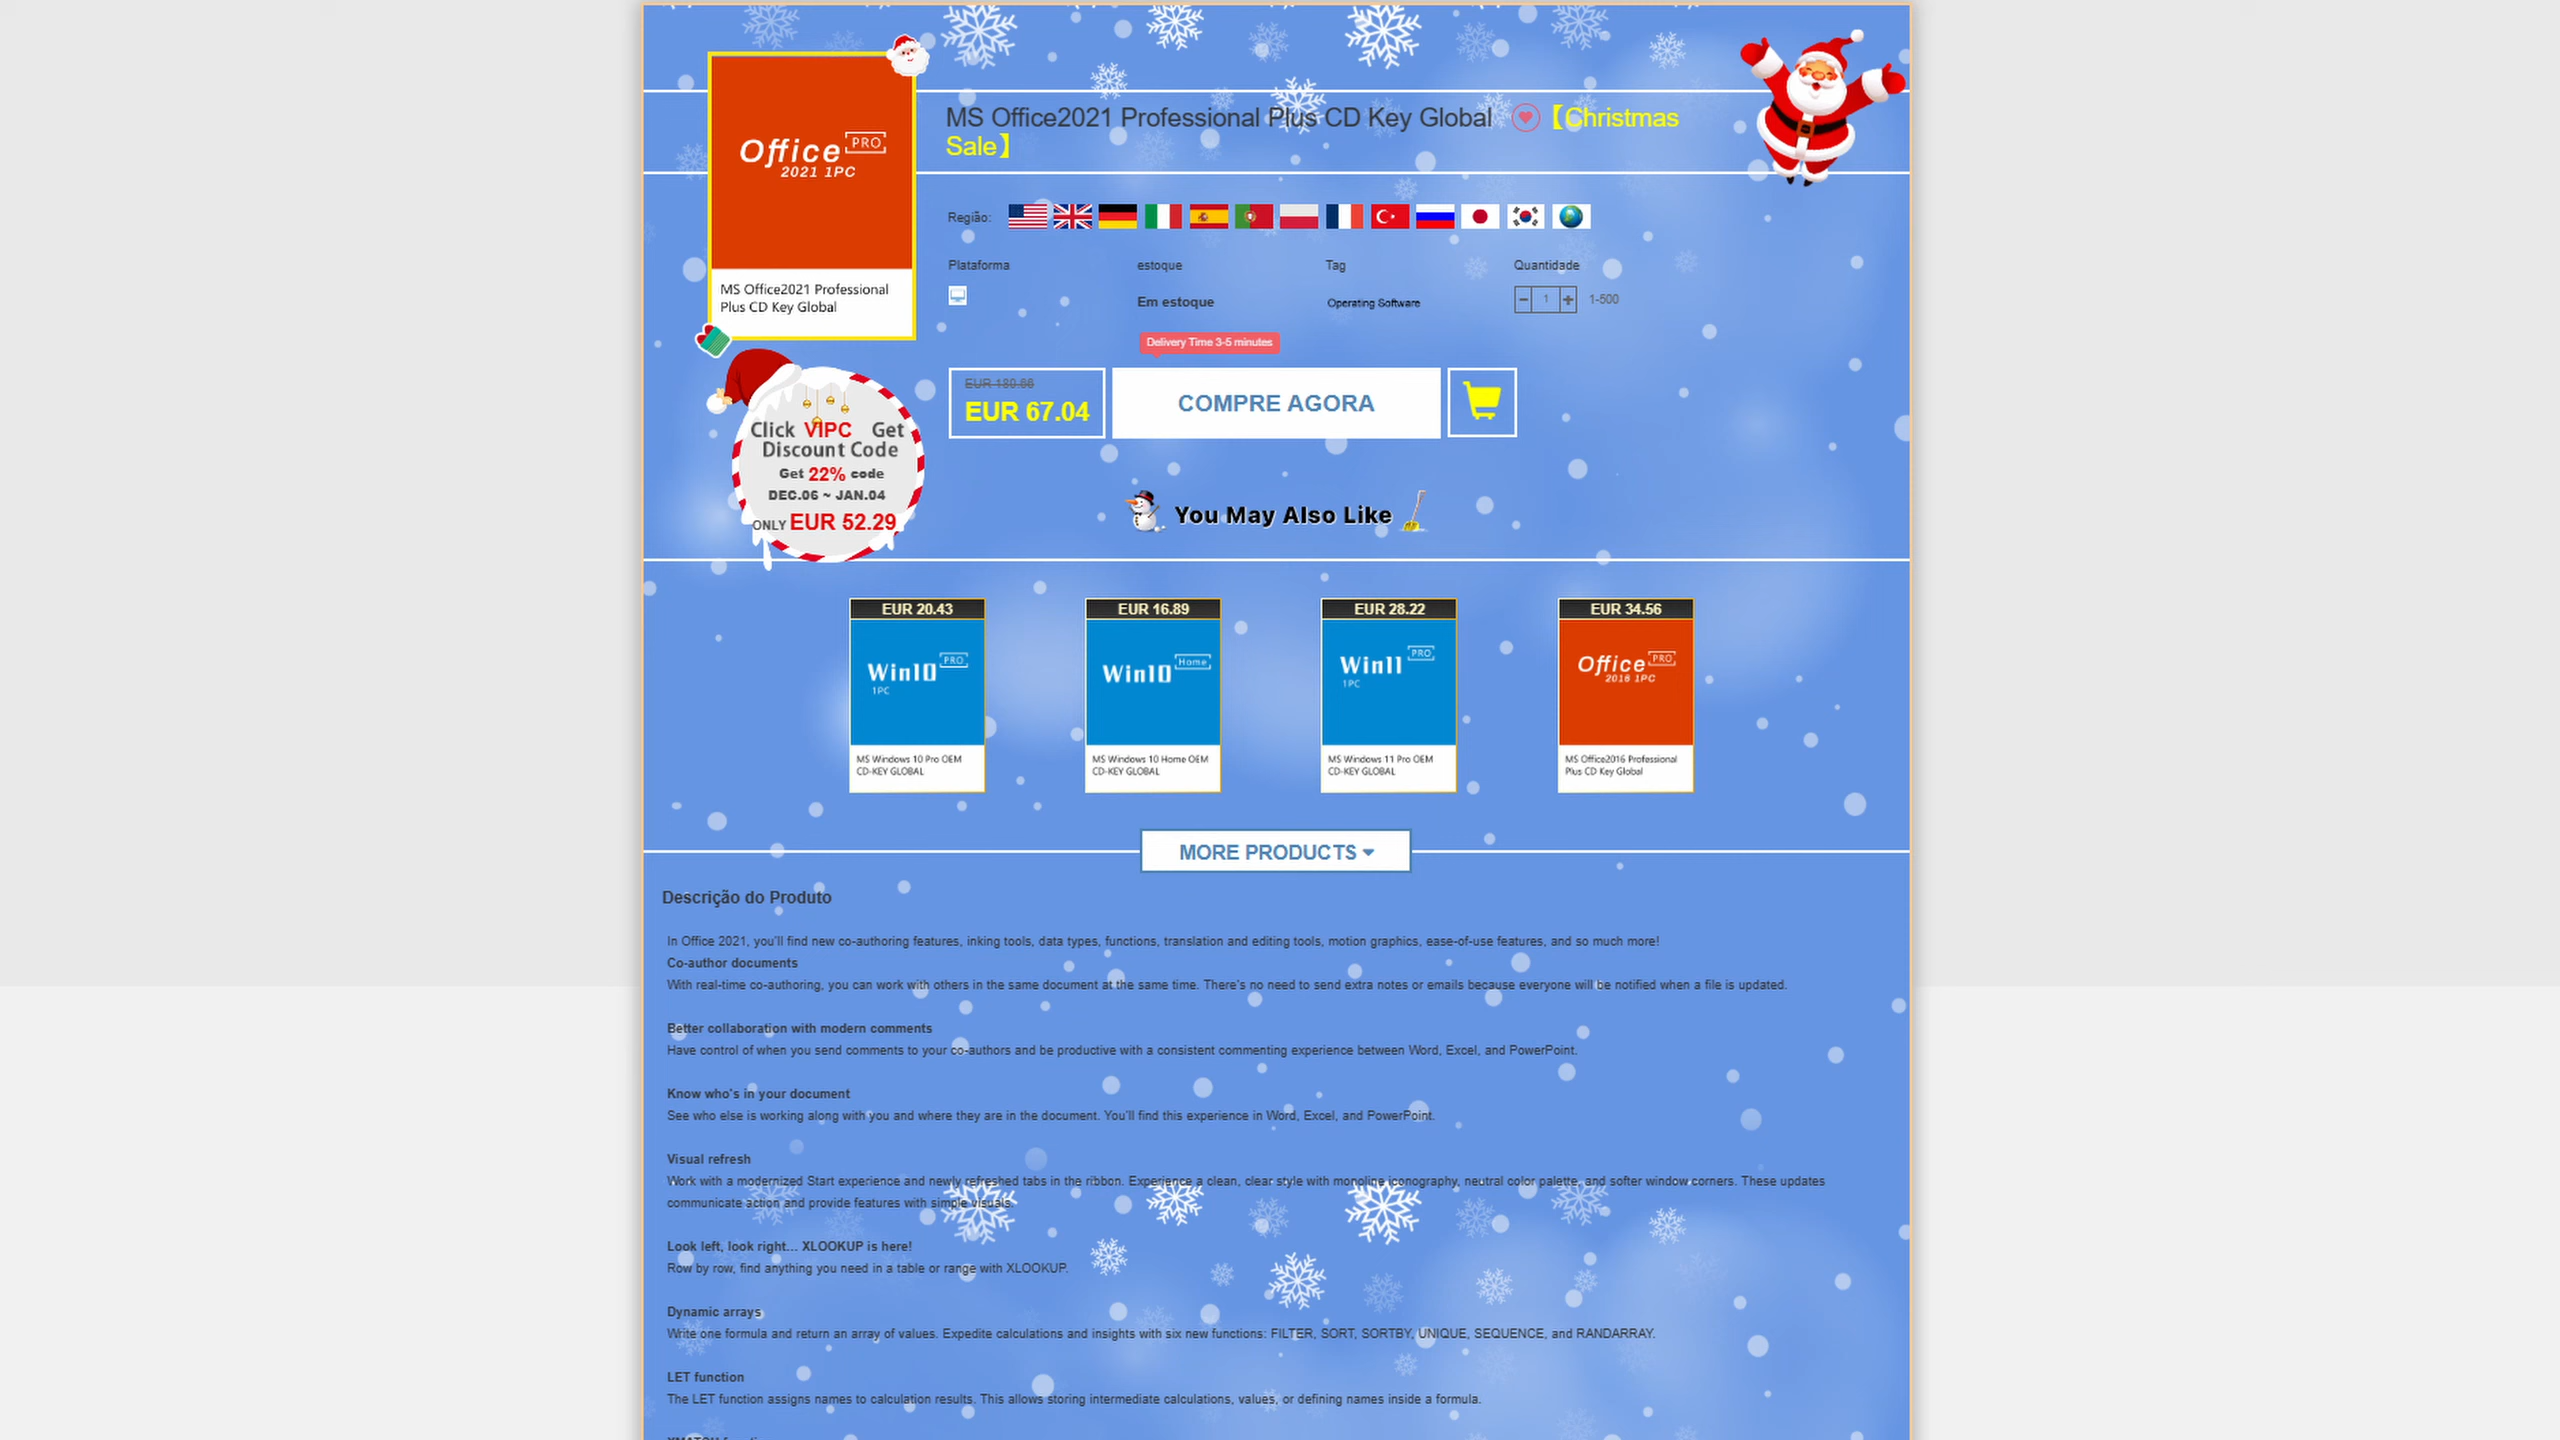 Office PRO
2021 1PC
MS Office2021 Professional
Plus CD Key Global
MS Office2021 Professional Plus CD Key Global 【Christmas
Sale】
Região:
Plataforma estoque Tag Quantidade
Em estoque Operating Software − 1 + 1-500
Delivery Time 3-5 minutes
EUR 180.66
EUR 67.04 COMPRE AGORA
Click VIPC Get
Discount Code
Get 22% code
DEC.06 ~ JAN.04
ONLY EUR 52.29
You May Also Like
EUR 20.43
Win10 PRO
1PC
MS Windows 10 Pro OEM
CD-KEY GLOBAL
EUR 16.89
Win10 Home
MS Windows 10 Home OEM
CD-KEY GLOBAL
EUR 28.22
Win11 PRO
1PC
MS Windows 11 Pro OEM
CD-KEY GLOBAL
EUR 34.56
Office PRO
2016 1PC
MS Office2016 Professional
Plus CD Key Global
MORE PRODUCTS
Descrição do Produto
In Office 2021, you'll find new co-authoring features, inking tools, data types, functions, translation and editing tools, motion graphics, ease-of-use features, and so much more!
Co-author documents
With real-time co-authoring, you can work with others in the same document at the same time. There's no need to send extra notes or emails because everyone will be notified when a file is updated.
Better collaboration with modern comments
Have control of when you send comments to your co-authors and be productive with a consistent commenting experience between Word, Excel, and PowerPoint.
Know who's in your document
See who else is working along with you and where they are in the document. You'll find this experience in Word, Excel, and PowerPoint.
Visual refresh
Work with a modernized Start experience and newly refreshed tabs in the ribbon. Experience a clean, clear style with monoline iconography, neutral color palette, and softer window corners. These updates
communicate action and provide features with simple visuals.
Look left, look right... XLOOKUP is here!
Row by row, find anything you need in a table or range with XLOOKUP.
Dynamic arrays
Write one formula and return an array of values. Expedite calculations and insights with six new functions: FILTER, SORT, SORTBY, UNIQUE, SEQUENCE, and RANDARRAY.
LET function
The LET function assigns names to calculation results. This allows storing intermediate calculations, values, or defining names inside a formula.